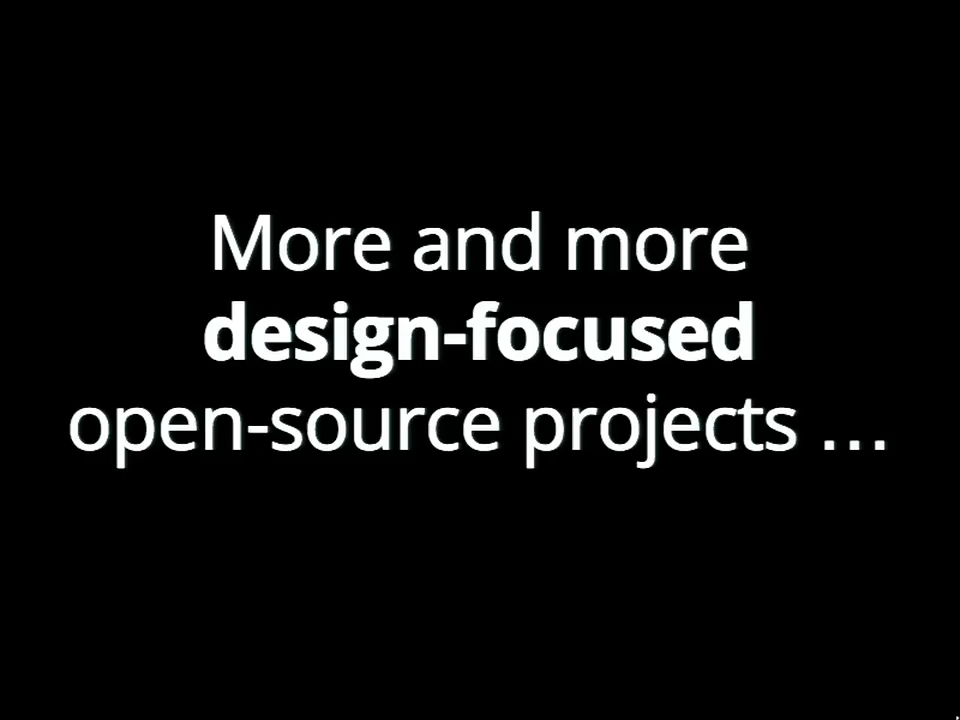 More and more
design-focused
open-source projects …